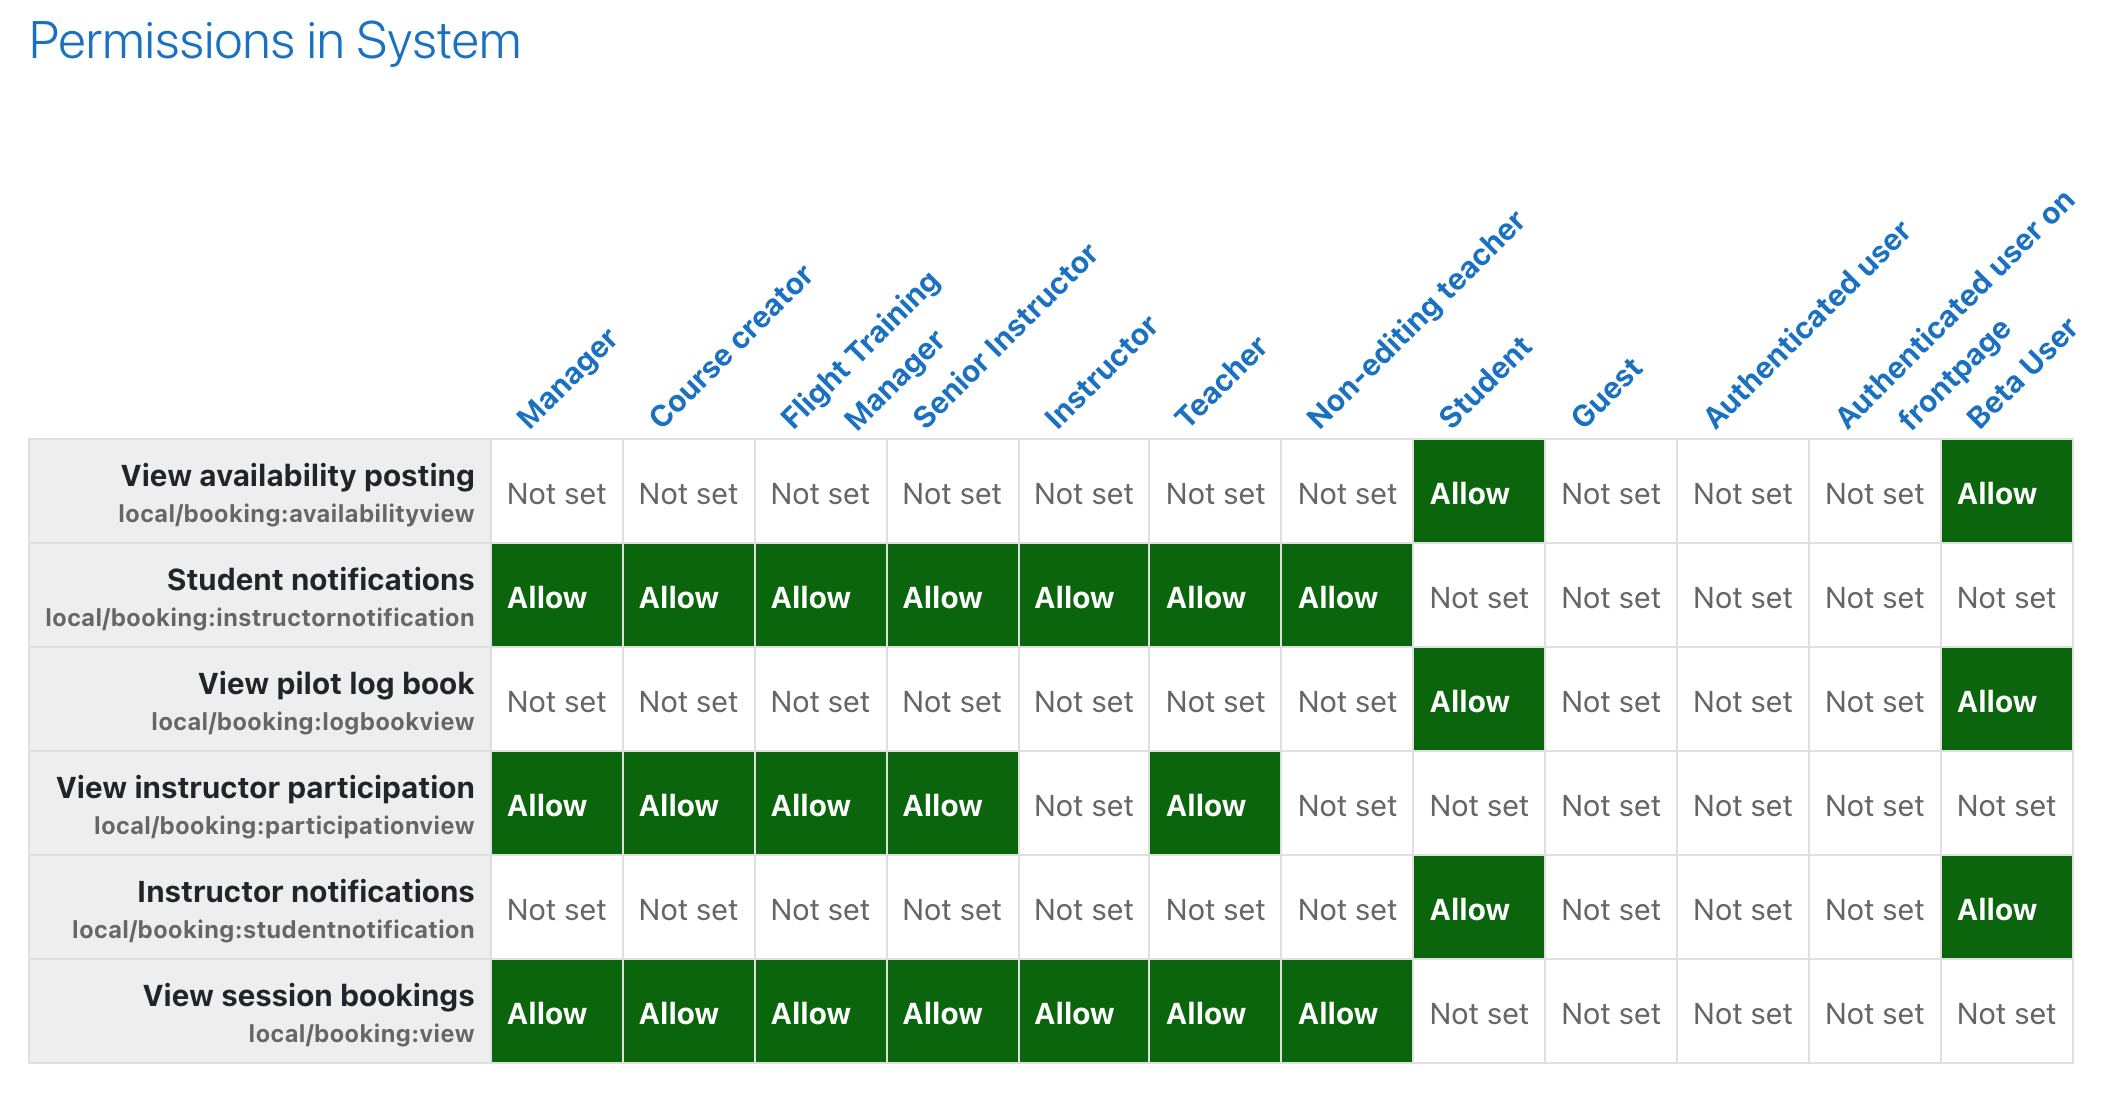 Permissions in System
Manager
Course creator
Flight Training
Manager
Senior Instructor
Instructor
Teacher
Non-editing teacher
Student
Guest
Authenticated user
Authenticated user on
frontpage
Beta User
View availability posting
local/booking:availabilityview
Not set Not set Not set Not set Not set Not set Not set Allow Not set Not set Not set Allow
Student notifications
local/booking:instructornotification
Allow Allow Allow Allow Allow Allow Allow Not set Not set Not set Not set Not set
View pilot log book
local/booking:logbookview
Not set Not set Not set Not set Not set Not set Not set Allow Not set Not set Not set Allow
View instructor participation
local/booking:participationview
Allow Allow Allow Allow Not set Allow Not set Not set Not set Not set Not set Not set
Instructor notifications
local/booking:studentnotification
Not set Not set Not set Not set Not set Not set Not set Allow Not set Not set Not set Allow
View session bookings
local/booking:view
Allow Allow Allow Allow Allow Allow Allow Not set Not set Not set Not set Not set